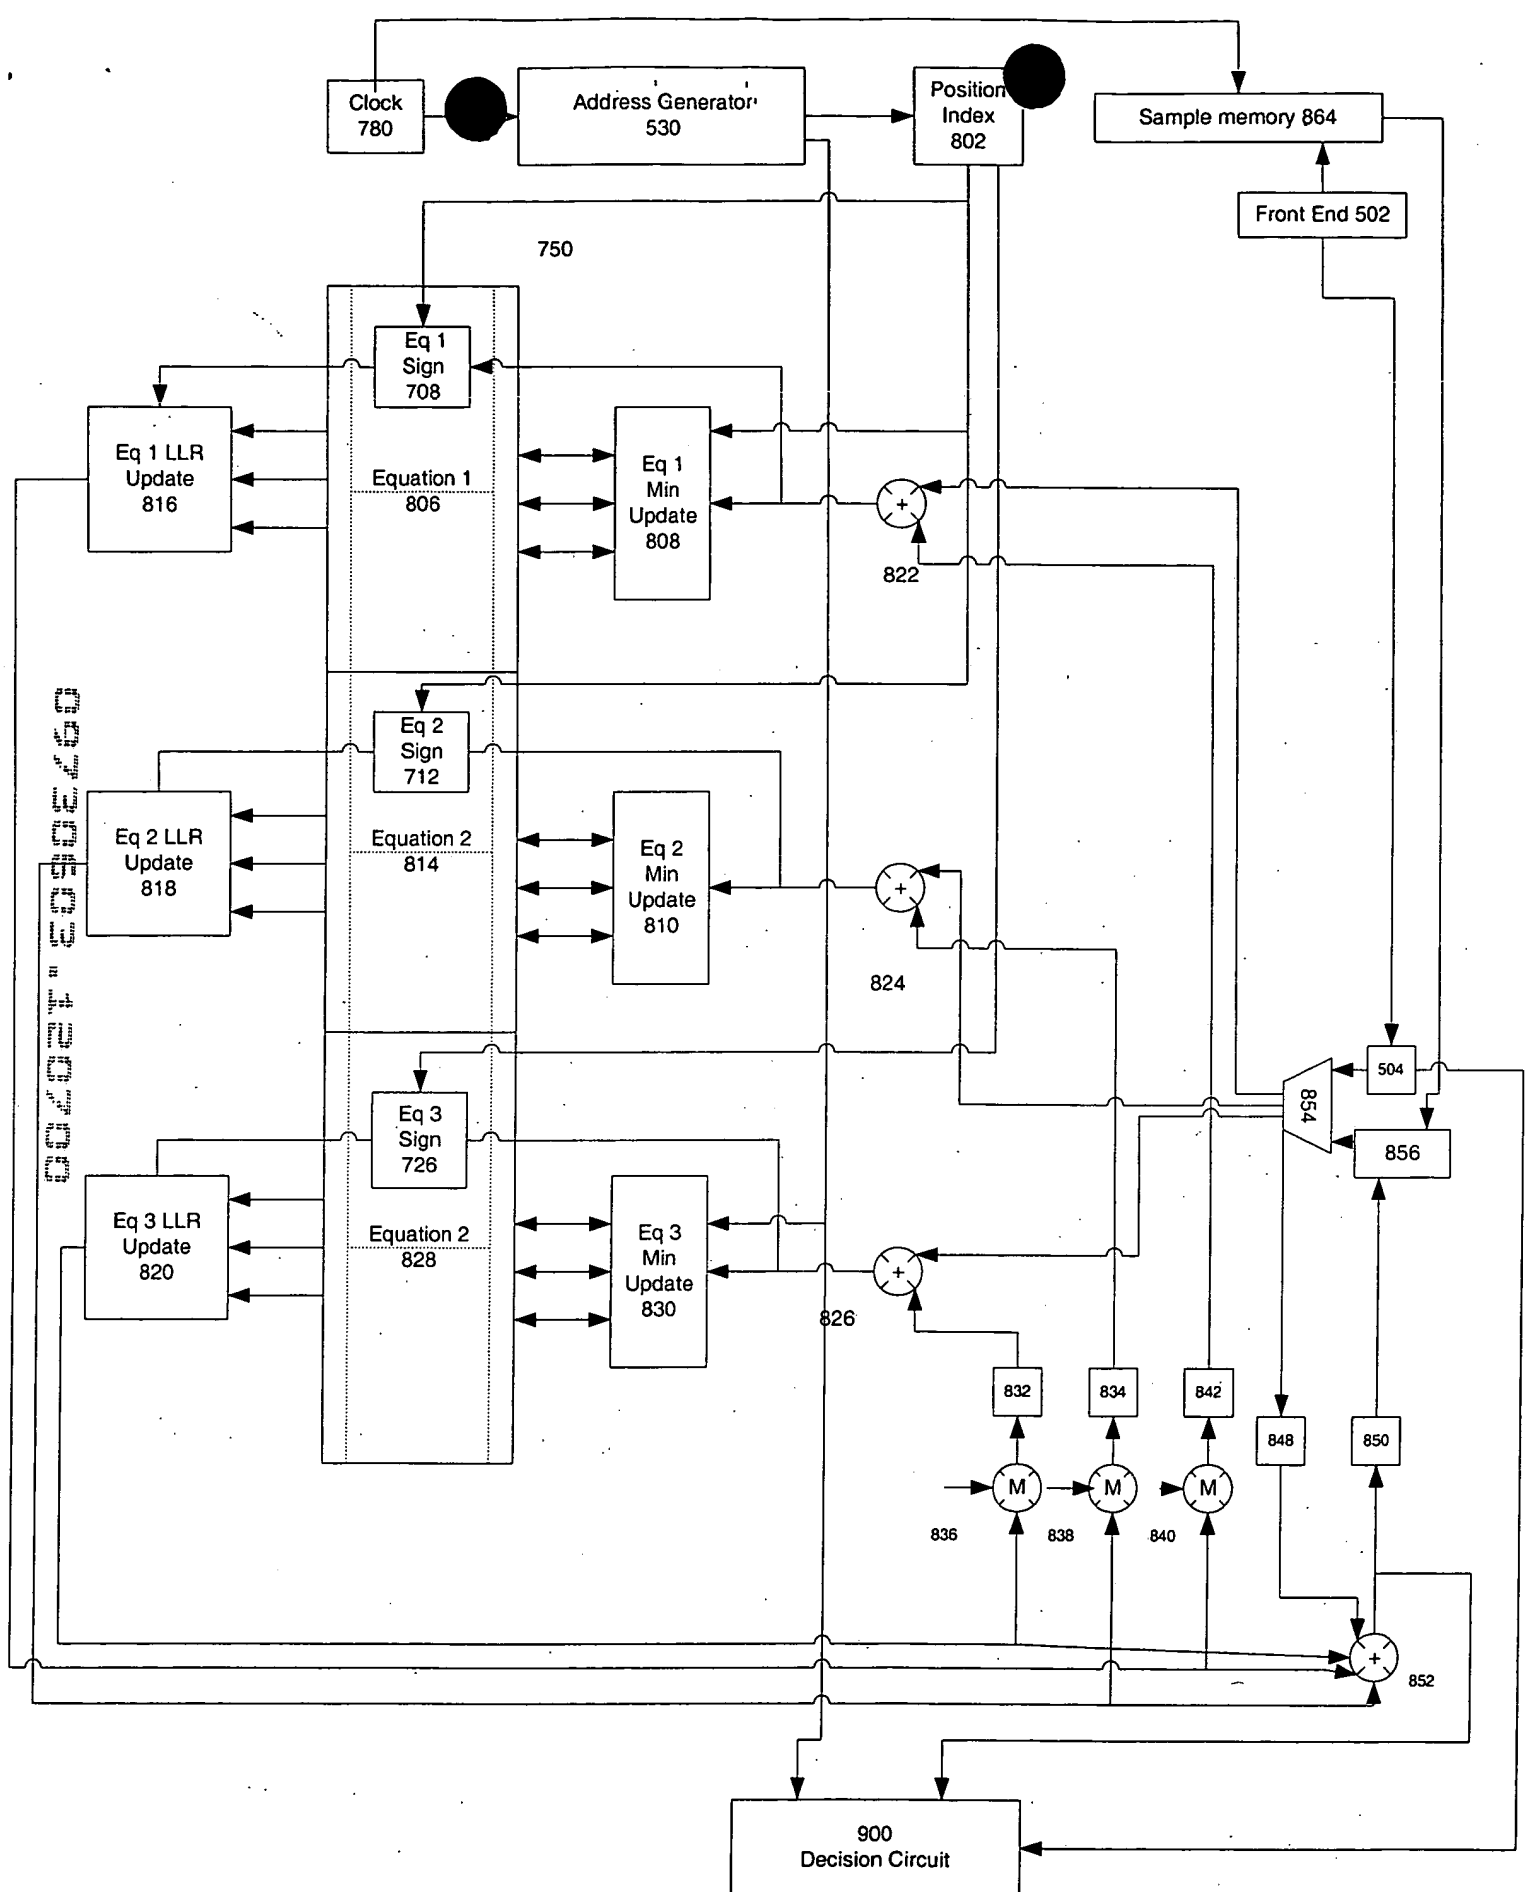 Clock
780
Address Generator
530
Position
Index
802
Sample memory 864
Front End 502
750
Eq 1
Sign
708
Eq 1 LLR
Update
816
Equation 1
806
Eq 1
Min
Update
808
+
822
Eq 2
Sign
712
Eq 2 LLR
Update
818
Equation 2
814
Eq 2
Min
Update
810
+
824
504
854
856
Eq 3
Sign
726
Eq 3 LLR
Update
820
Equation 2
828
Eq 3
Min
Update
830
+
826
832
834
842
848
850
M
M
M
836
838
840
+
852
900
Decision Circuit